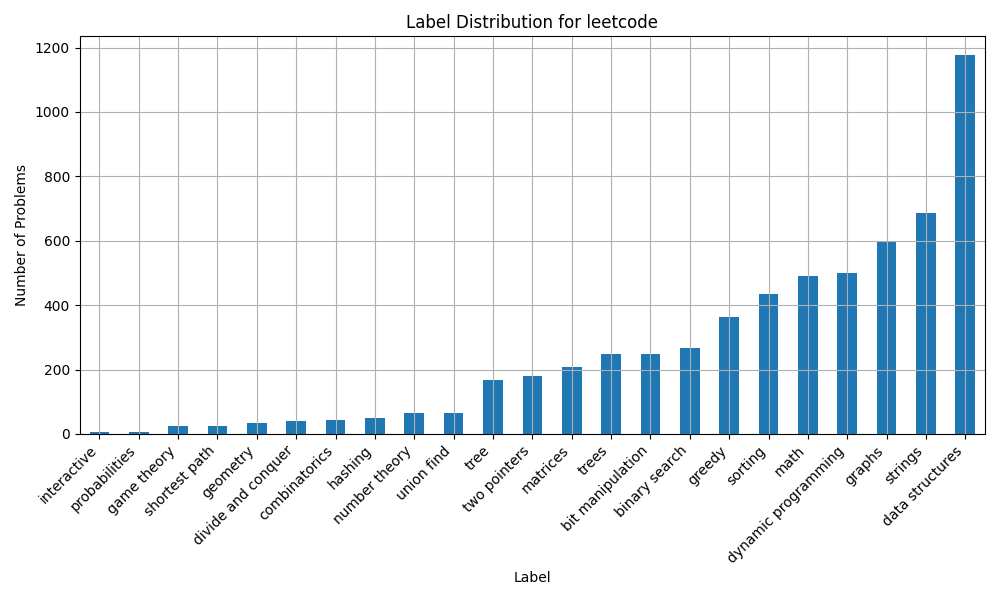 Label Distribution for leetcode
Number of Problems
1200
1000
800
600
400
200
0
interactive
probabilities
game theory
shortest path
geometry
divide and conquer
combinatorics
hashing
number theory
union find
tree
two pointers
matrices
trees
bit manipulation
binary search
greedy
sorting
math
dynamic programming
graphs
strings
data structures
Label